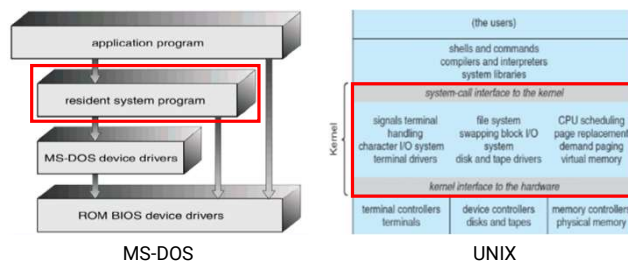 application program
resident system program
MS-DOS device drivers
ROM BIOS device drivers
MS-DOS
(the users)
shells and commands
compilers and interpreters
system libraries
system-call interface to the kernel
Kernel
signals terminal
handling
character I/O system
terminal drivers
file system
swapping block I/O
system
disk and tape drivers
CPU scheduling
page replacement
demand paging
virtual memory
kernel interface to the hardware
terminal controllers
terminals
device controllers
disks and tapes
memory controllers
physical memory
UNIX